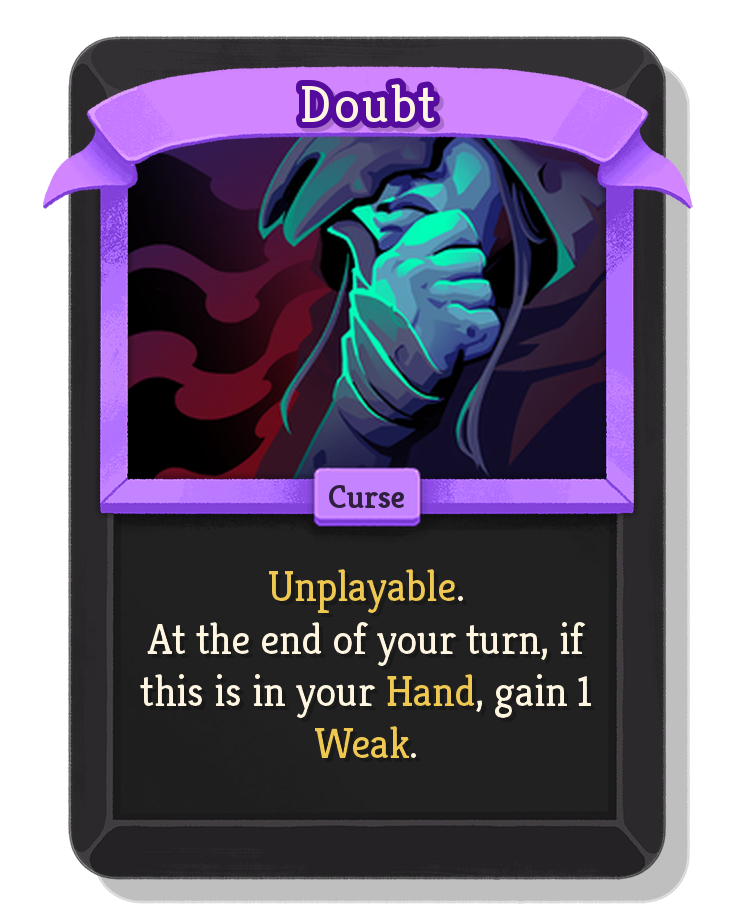 Doubt
Curse
Unplayable.
At the end of your turn, if
this is in your Hand, gain 1
Weak.